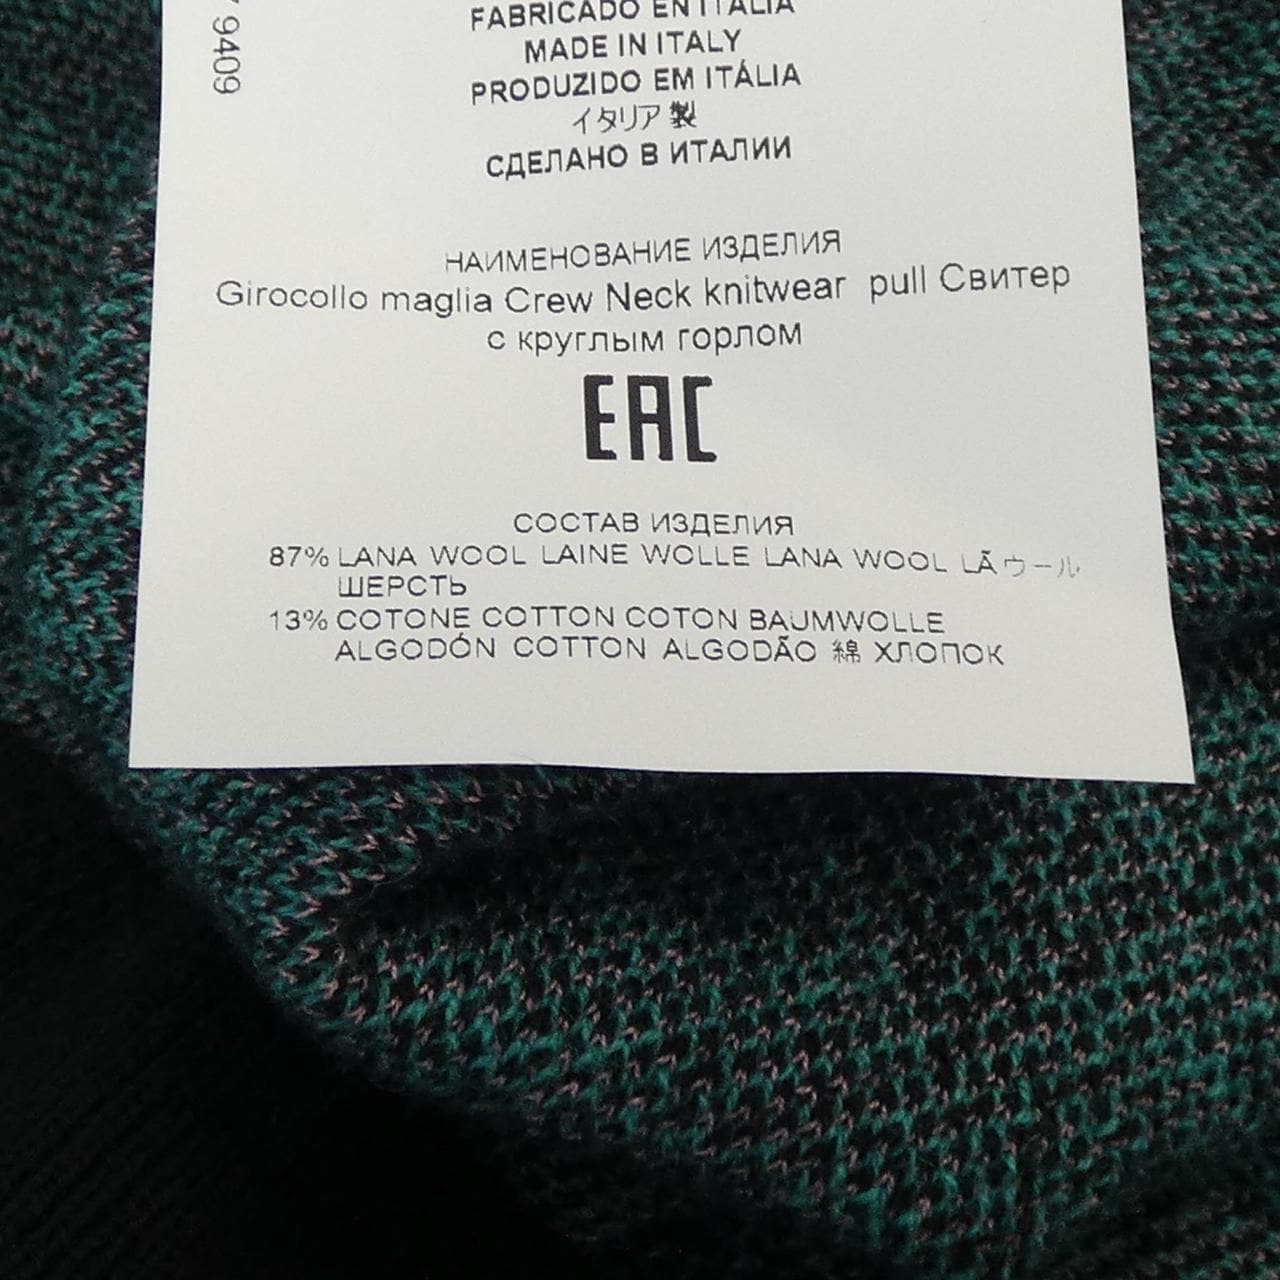 FABRICADO EN ITALIA
MADE IN ITALY
PRODUZIDO EM ITÁLIA
イタリア製
СДЕЛАНО В ИТАЛИИ
9409
НАИМЕНОВАНИЕ ИЗДЕЛИЯ
Girocollo maglia Crew Neck knitwear pull Свитер
с круглым горлом
EAC
СОСТАВ ИЗДЕЛИЯ
87% LANA WOOL LAINE WOLLE LANA WOOL LÃ ウール
ШЕРСТЬ
13% COTONE COTTON COTON BAUMWOLLE
ALGODÓN COTTON ALGODÃO 綿 ХЛОПОК